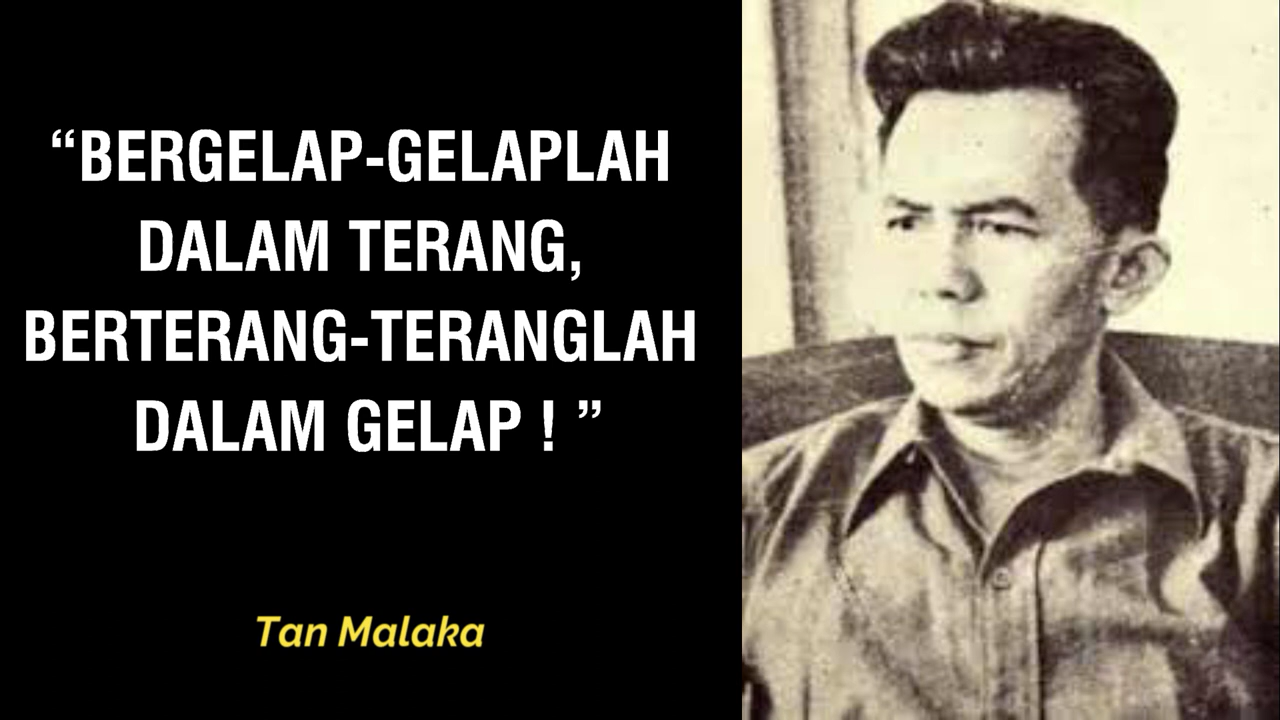 “BERGELAP-GELAPLAH
DALAM TERANG,
BERTERANG-TERANGLAH
DALAM GELAP ! ”
Tan Malaka